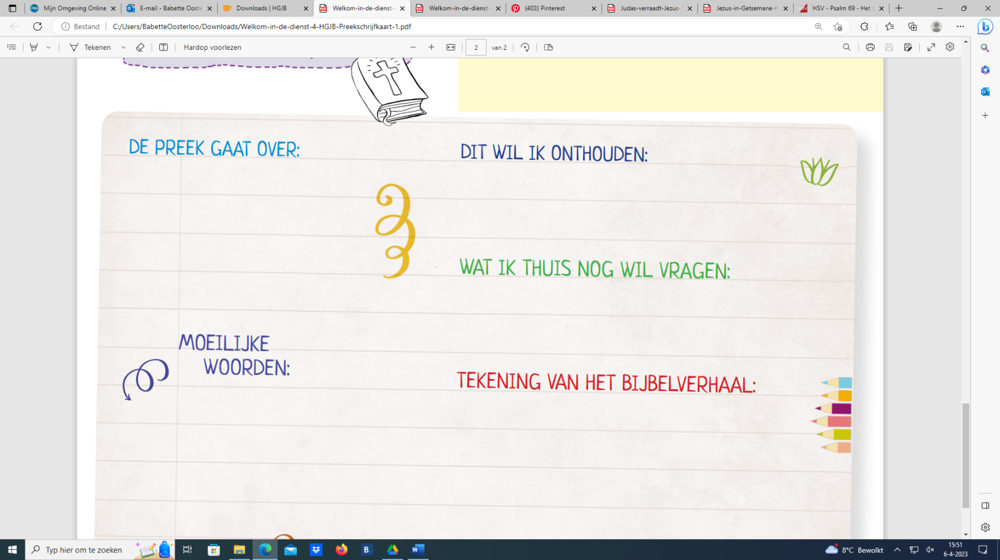 Mijn Omgeving Online
E-mail - Babette Ooste
Downloads | HGJB
Welkom-in-de-dienst-
Welkom-in-de-dienst-
(403) Pinterest
Judas-verraadt-Jezus-
Jezus-in-Getsemane-H
HSV - Psalm 69 - Het
Bestand
C:/Users/BabetteOosterloo/Downloads/Welkom-in-de-dienst-4-HGJB-Preekschrijfkaart-1.pdf
Tekenen
Hardop voorlezen
2
van 2
DE PREEK GAAT OVER:
DIT WIL IK ONTHOUDEN:
WAT IK THUIS NOG WIL VRAGEN:
MOEILIJKE
WOORDEN:
TEKENING VAN HET BIJBELVERHAAL:
Typ hier om te zoeken
8°C Bewolkt
15:51
6-4-2023